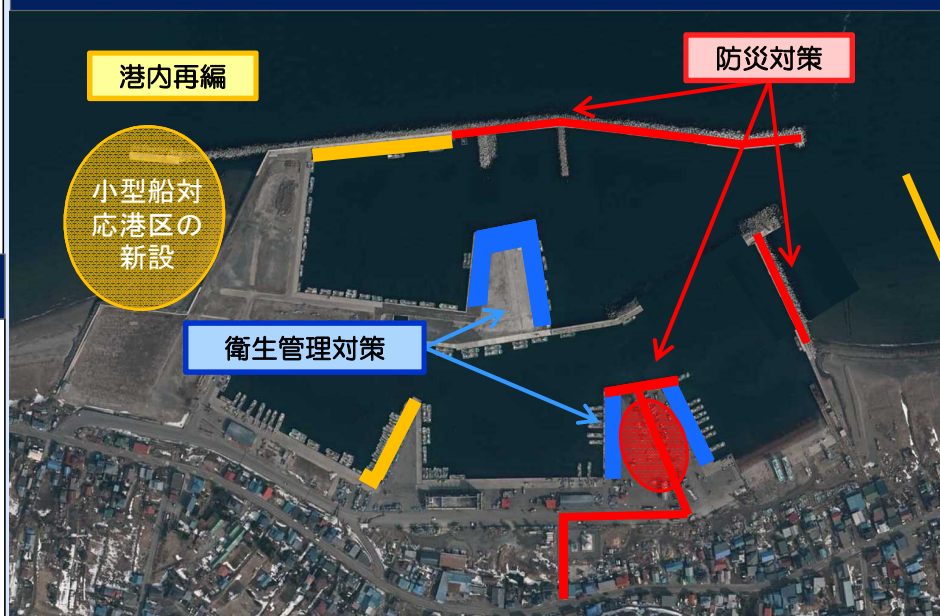 港内再編
防災対策
小型船対
応港区の
新設
衛生管理対策